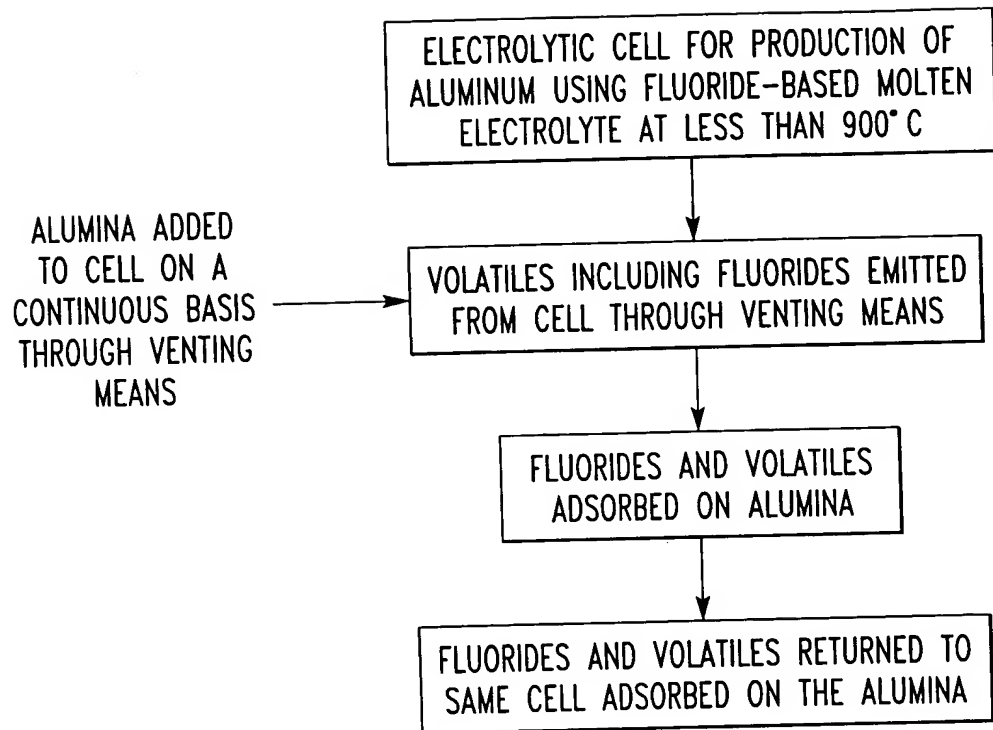 ELECTROLYTIC CELL FOR PRODUCTION OF
ALUMINUM USING FLUORIDE-BASED MOLTEN
ELECTROLYTE AT LESS THAN 900° C
ALUMINA ADDED
TO CELL ON A
CONTINUOUS BASIS
THROUGH VENTING
MEANS
VOLATILES INCLUDING FLUORIDES EMITTED
FROM CELL THROUGH VENTING MEANS
FLUORIDES AND VOLATILES
ADSORBED ON ALUMINA
FLUORIDES AND VOLATILES RETURNED TO
SAME CELL ADSORBED ON THE ALUMINA